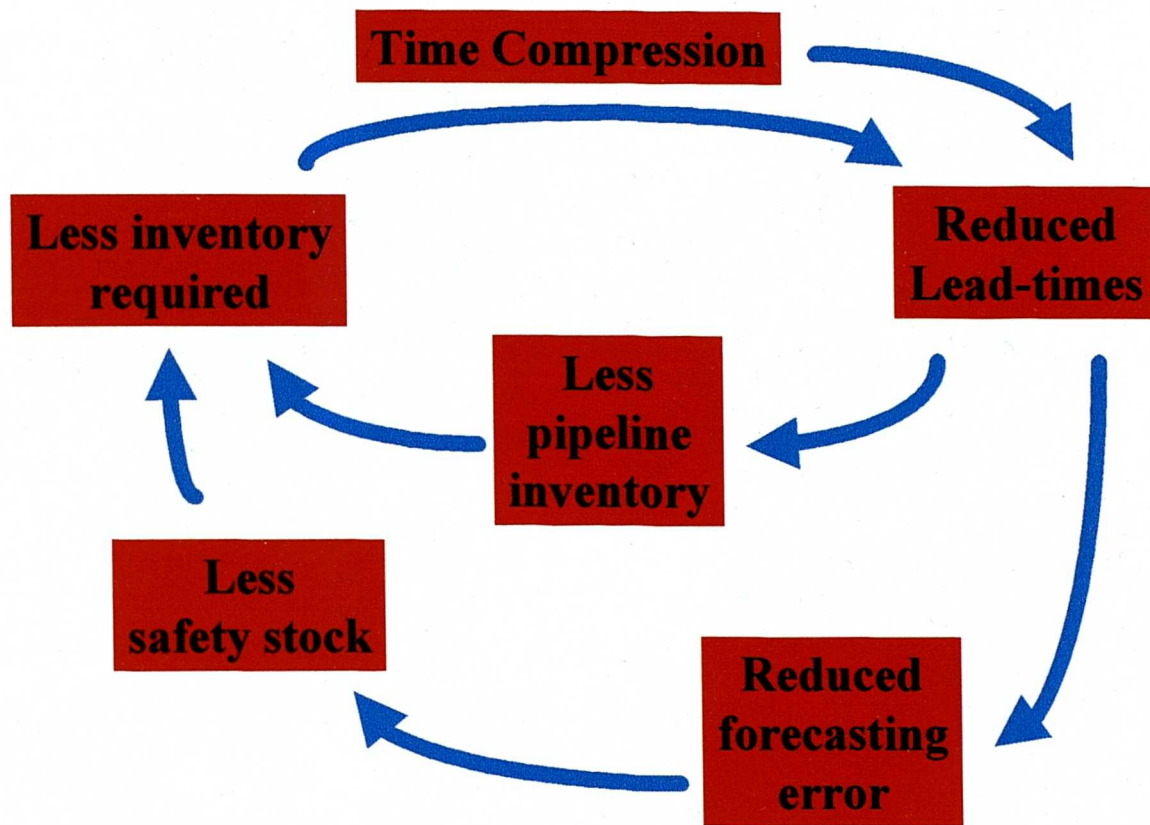 Time Compression
Less inventory
required
Reduced
Lead-times
Less
pipeline
inventory
Less
safety stock
Reduced
forecasting
error